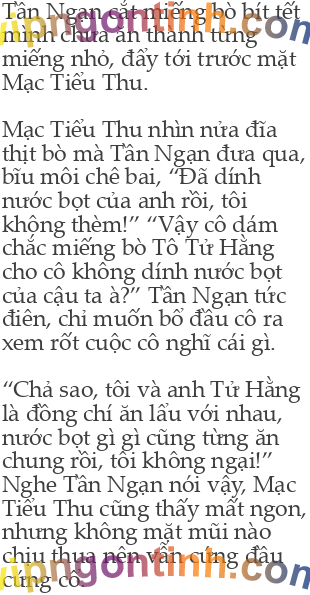 Tần Ngạn cắt miếng bò bít tết
mình chưa ăn thành từng
miếng nhỏ, đẩy tới trước mặt
Mạc Tiểu Thu.
Mạc Tiểu Thu nhìn nửa đĩa
thịt bò mà Tần Ngạn đưa qua,
bĩu môi chê bai, “Đã dính
nước bọt của anh rồi, tôi
không thèm!” “Vậy cô dám
chắc miếng bò Tô Tử Hằng
cho cô không dính nước bọt
của cậu ta à?” Tần Ngạn tức
điên, chỉ muốn bổ đầu cô ra
xem rốt cuộc cô nghĩ cái gì.
“Chả sao, tôi và anh Tử Hằng
là đồng chí ăn lẩu với nhau,
nước bọt gì gì cũng từng ăn
chung rồi, tôi không ngại!”
Nghe Tần Ngạn nói vậy, Mạc
Tiểu Thu cũng thấy mất ngon,
nhưng không mặt mũi nào
chịu thua nên vẫn cứng đầu
cứng cổ.
vipngontinh.com
vipngontinh.com